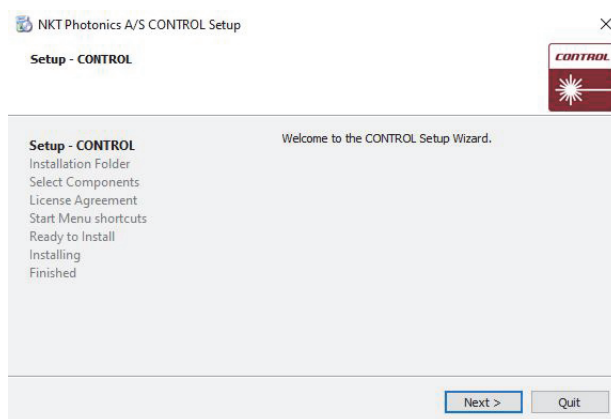 NKT Photonics A/S CONTROL Setup
Setup - CONTROL
CONTROL
Setup - CONTROL
Installation Folder
Select Components
License Agreement
Start Menu shortcuts
Ready to Install
Installing
Finished
Welcome to the CONTROL Setup Wizard.
Next >
Quit